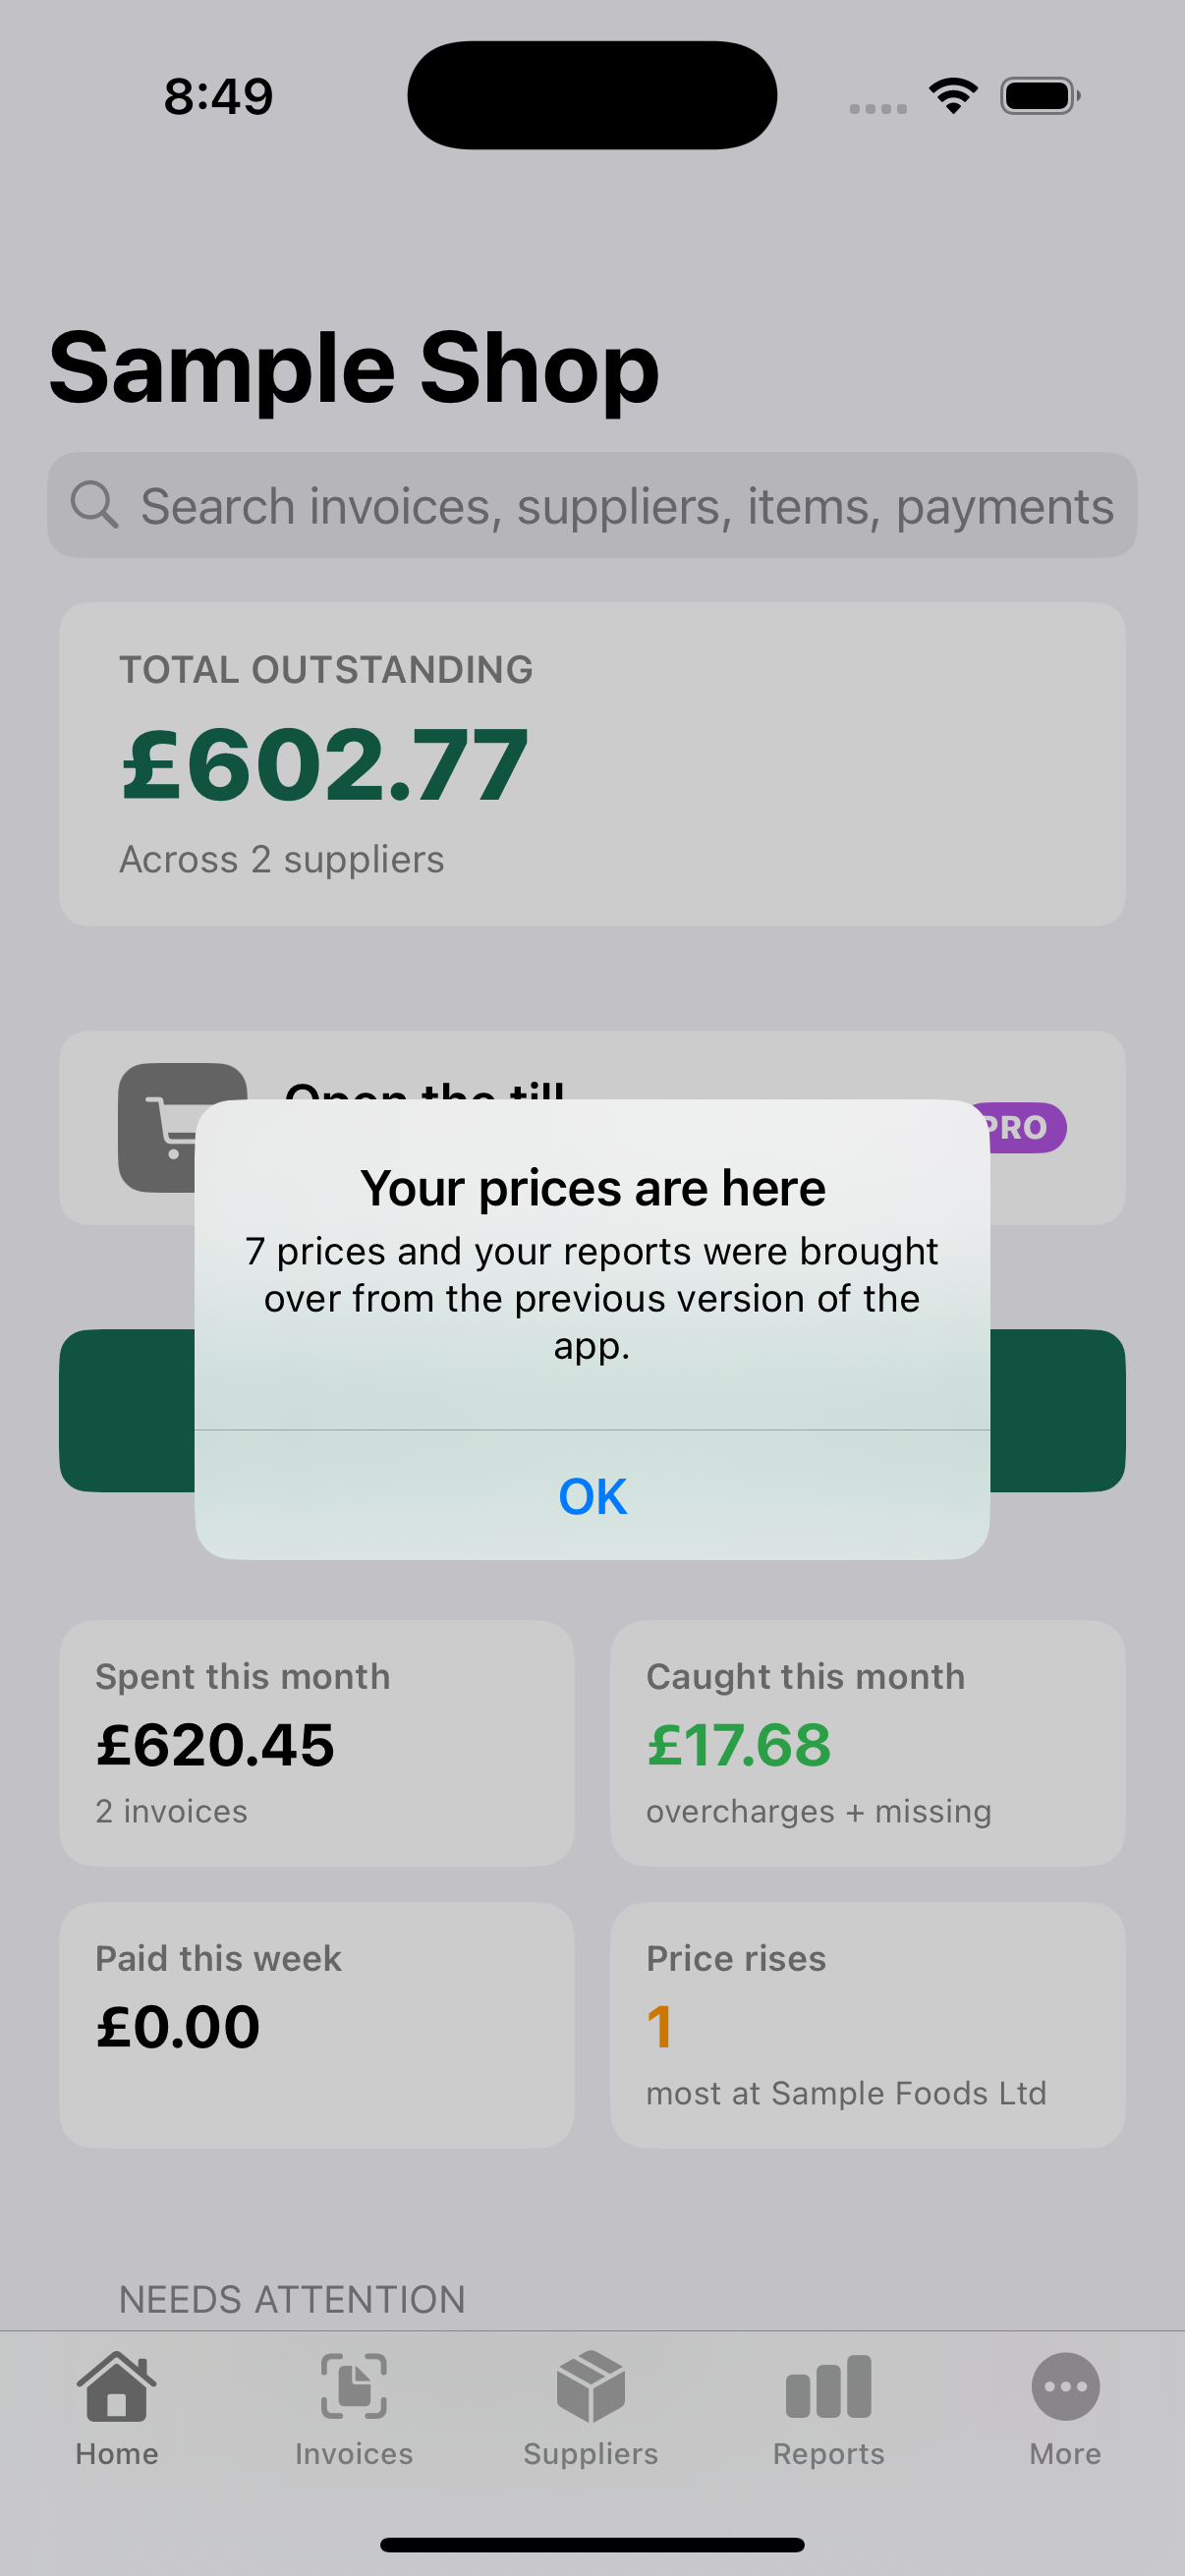 8:49
Sample Shop
Search invoices, suppliers, items, payments
TOTAL OUTSTANDING
£602.77
Across 2 suppliers
Open the till
PRO
Your prices are here
7 prices and your reports were brought
over from the previous version of the
app.
OK
Spent this month
£620.45
2 invoices
Caught this month
£17.68
overcharges + missing
Paid this week
£0.00
Price rises
1
most at Sample Foods Ltd
NEEDS ATTENTION
Home
Invoices
Suppliers
Reports
More